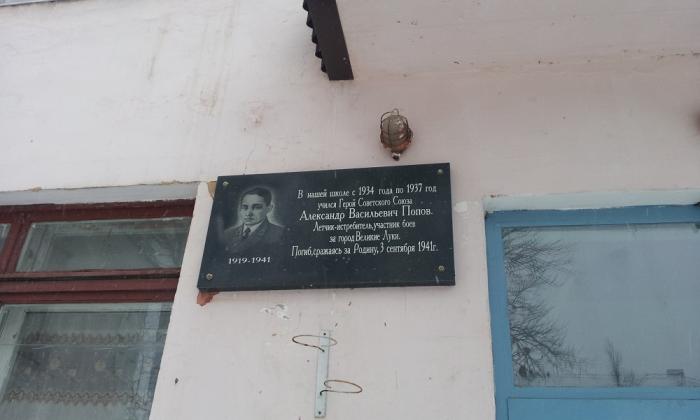 В нашей школе с 1934 года по 1937 год
учился Герой Советского Союза
Александр Васильевич Попов.
Летчик-истребитель, участник боев
за город Великие Луки.
Погиб, сражаясь за Родину, 3 сентября 1941г.
1919-1941